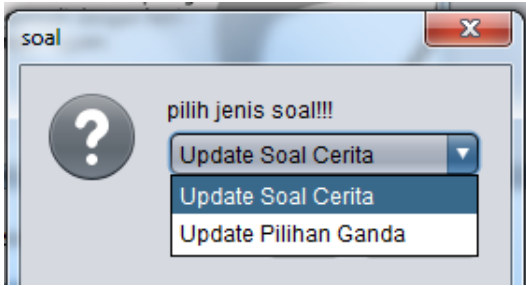 soal
pilih jenis soal!!!
Update Soal Cerita
Update Soal Cerita
Update Pilihan Ganda